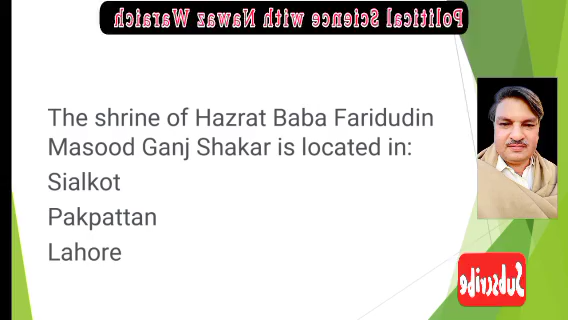 Political Science with Nawaz Waraich
The shrine of Hazrat Baba Faridudin
Masood Ganj Shakar is located in:
Sialkot
Pakpattan
Lahore
Subscribe